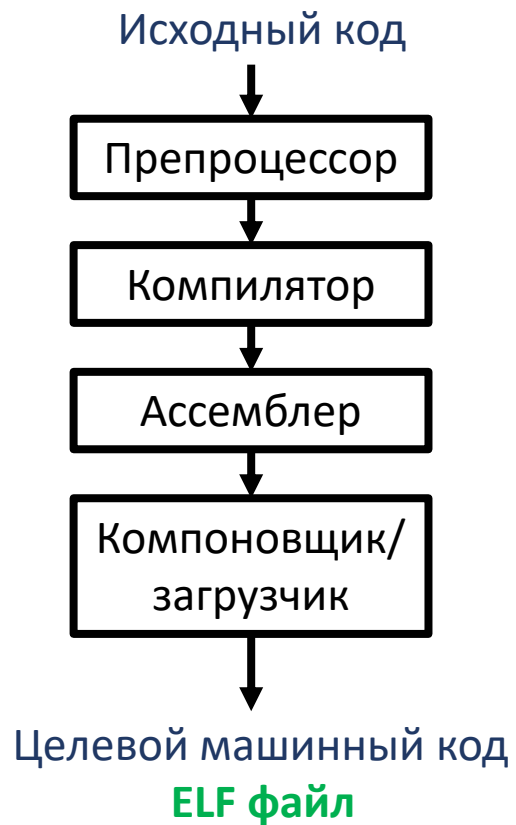 Исходный код
Препроцессор
Компилятор
Ассемблер
Компоновщик/
загрузчик
Целевой машинный код
ELF файл